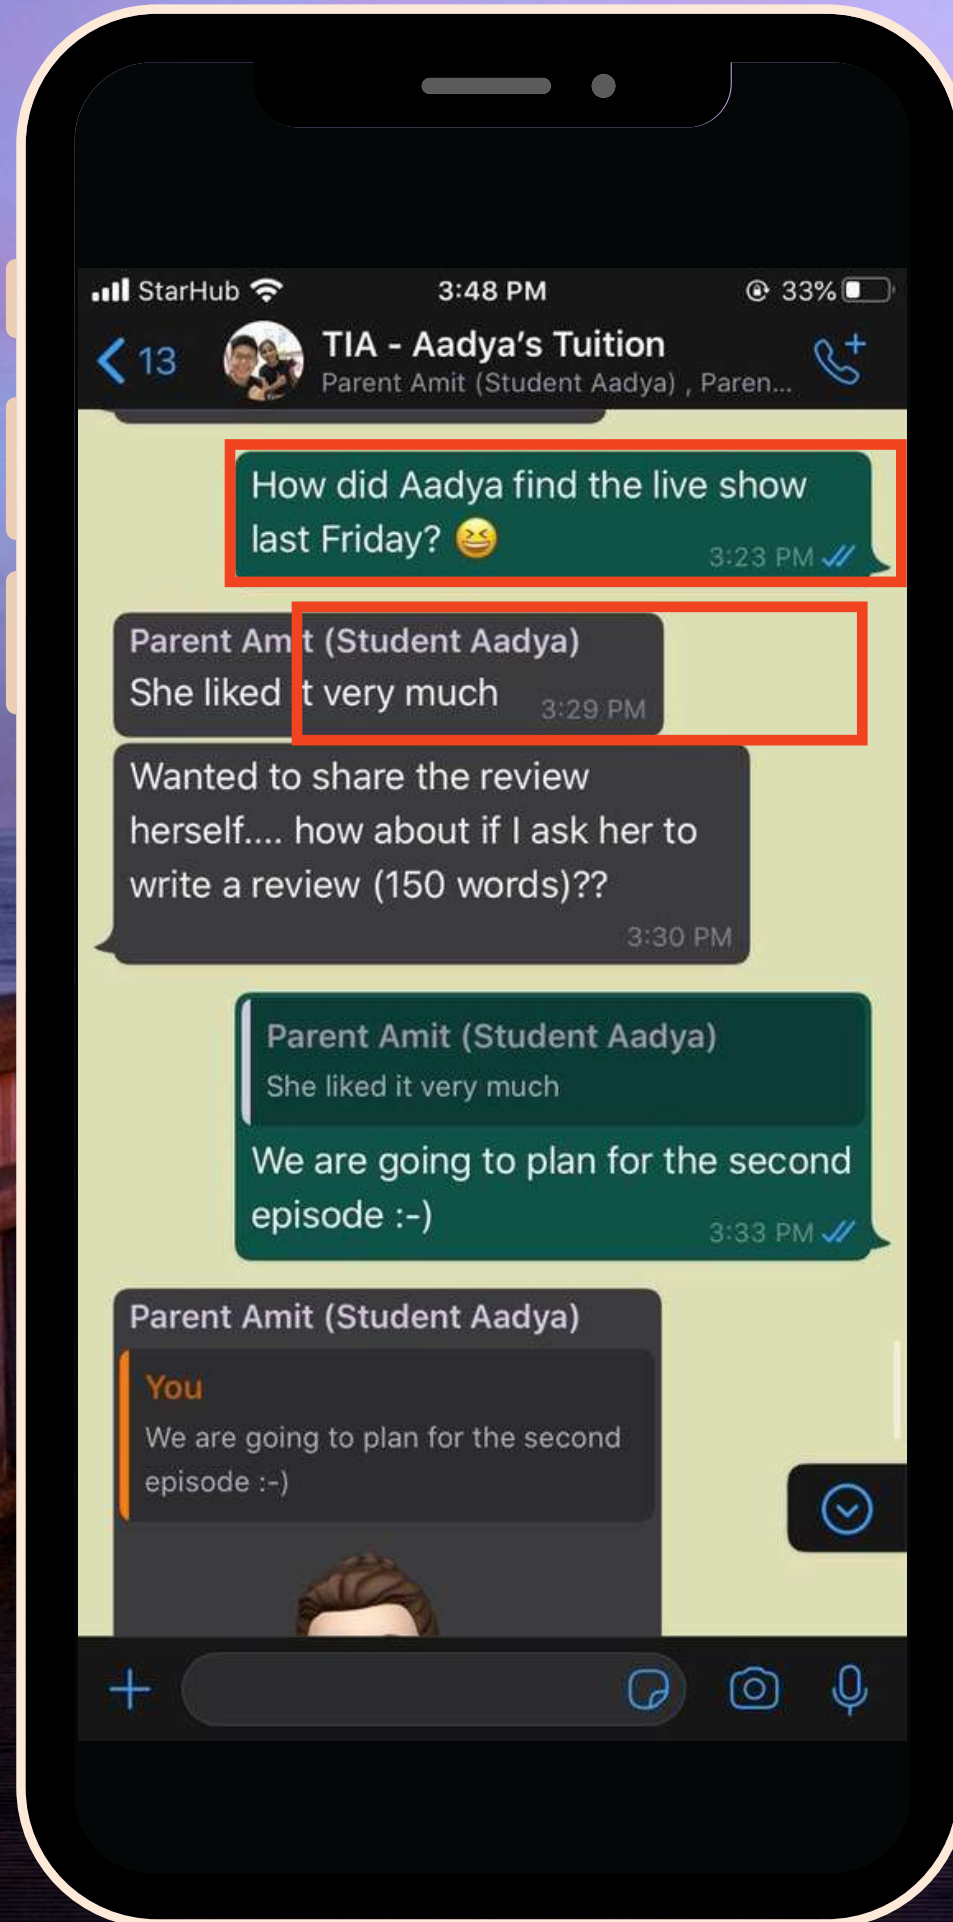 StarHub 3:48 PM 33%
13 TIA - Aadya's Tuition
Parent Amit (Student Aadya) , Paren...
How did Aadya find the live show
last Friday? 😆 3:23 PM
Parent Amit (Student Aadya)
She liked it very much 3:29 PM
Wanted to share the review
herself.... how about if I ask her to
write a review (150 words)??
3:30 PM
Parent Amit (Student Aadya)
She liked it very much
We are going to plan for the second
episode :-) 3:33 PM
Parent Amit (Student Aadya)
You
We are going to plan for the second
episode :-)